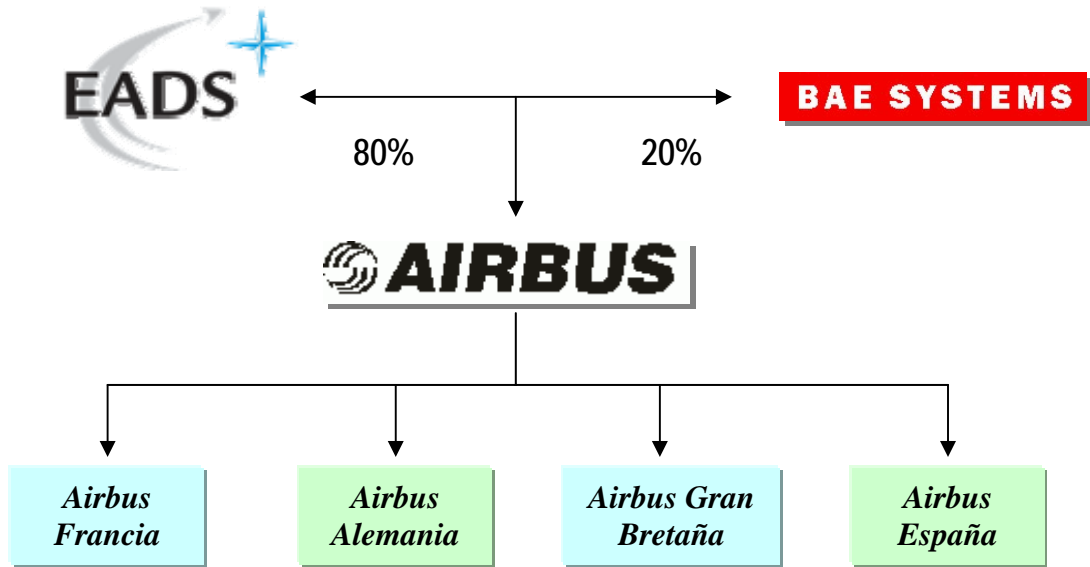 EADS
BAE SYSTEMS
80%
20%
AIRBUS
Airbus
Francia
Airbus
Alemania
Airbus Gran
Bretaña
Airbus
España